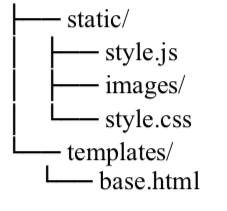 static/
style.js
images/
style.css
templates/
base.html